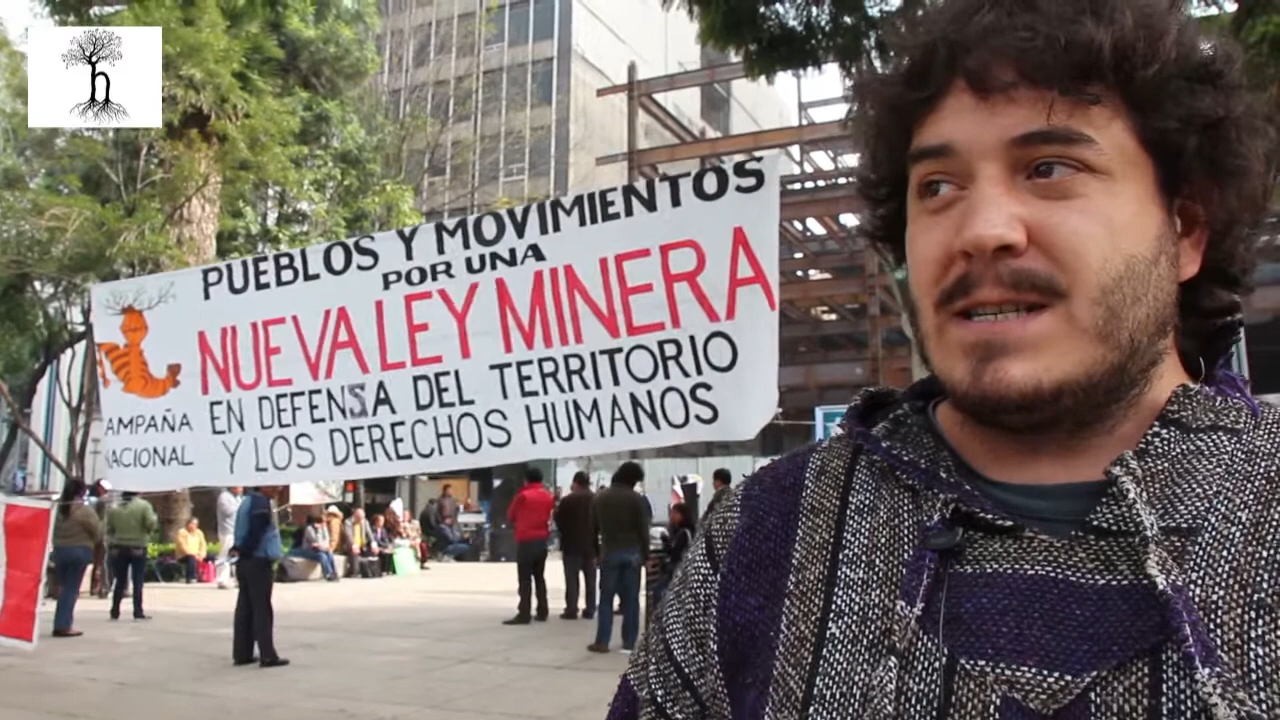 h
PUEBLOS Y MOVIMIENTOS
POR UNA
NUEVA LEY MINERA
EN DEFENSA DEL TERRITORIO
Y LOS DERECHOS HUMANOS
AMPAÑA
NACIONAL